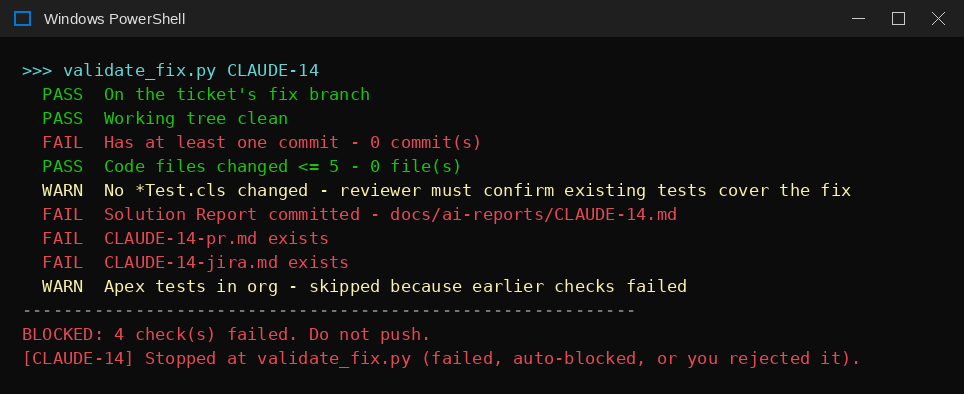 Windows PowerShell
>>> validate_fix.py CLAUDE-14
PASS On the ticket's fix branch
PASS Working tree clean
FAIL Has at least one commit - 0 commit(s)
PASS Code files changed <= 5 - 0 file(s)
WARN No *Test.cls changed - reviewer must confirm existing tests cover the fix
FAIL Solution Report committed - docs/ai-reports/CLAUDE-14.md
FAIL CLAUDE-14-pr.md exists
FAIL CLAUDE-14-jira.md exists
WARN Apex tests in org - skipped because earlier checks failed
------------------------------------------------------------
BLOCKED: 4 check(s) failed. Do not push.
[CLAUDE-14] Stopped at validate_fix.py (failed, auto-blocked, or you rejected it).